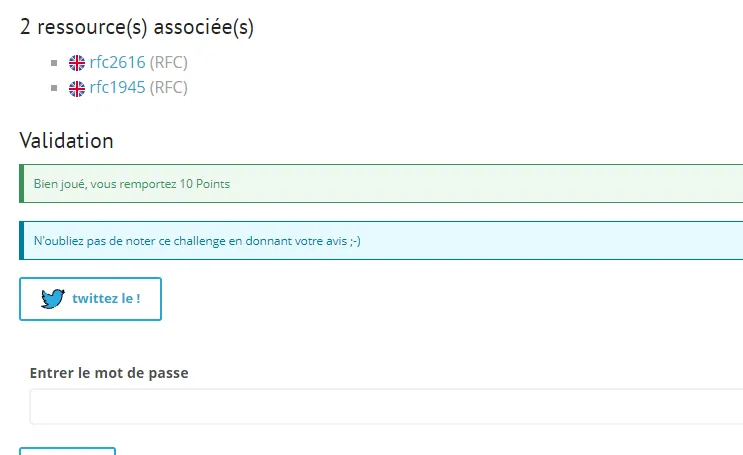 2 ressource(s) associée(s)
rfc2616 (RFC)
rfc1945 (RFC)
Validation
Bien joué, vous remportez 10 Points
N'oubliez pas de noter ce challenge en donnant votre avis ;-)
twittez le !
Entrer le mot de passe